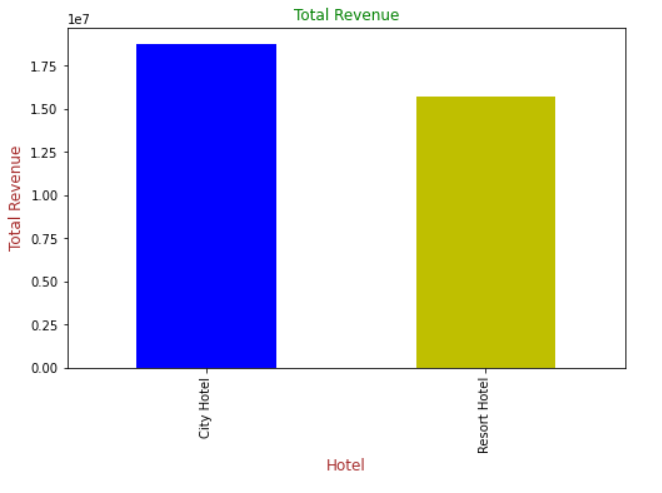 Total Revenue
1e7
1.75
1.50
1.25
1.00
0.75
0.50
0.25
0.00
Total Revenue
City Hotel
Resort Hotel
Hotel